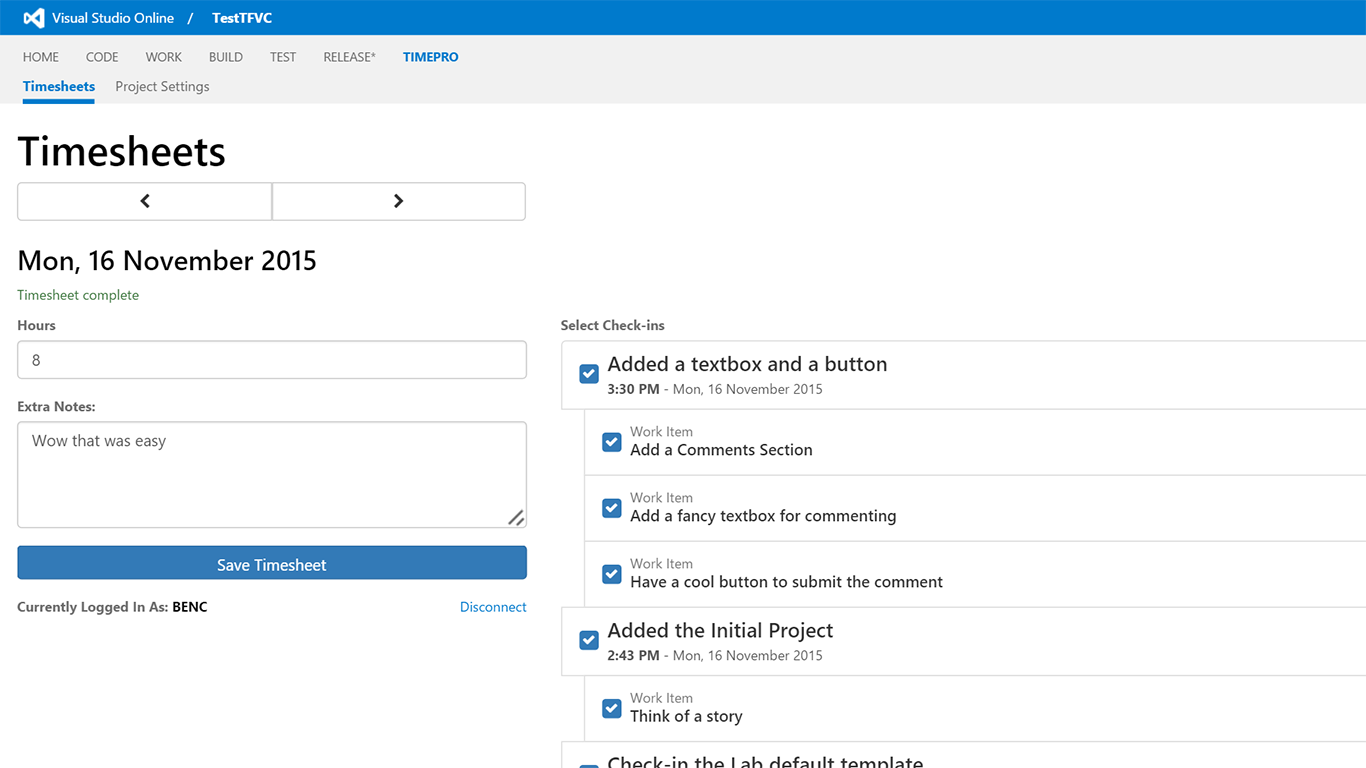 Visual Studio Online / TestTFVC
HOME CODE WORK BUILD TEST RELEASE* TIMEPRO
Timesheets Project Settings
Timesheets
Mon, 16 November 2015
Timesheet complete
Hours
8
Extra Notes:
Wow that was easy
Save Timesheet
Currently Logged In As: BENC Disconnect
Select Check-ins
Added a textbox and a button
3:30 PM - Mon, 16 November 2015
Work Item
Add a Comments Section
Work Item
Add a fancy textbox for commenting
Work Item
Have a cool button to submit the comment
Added the Initial Project
2:43 PM - Mon, 16 November 2015
Work Item
Think of a story
Check-in the Lab default template